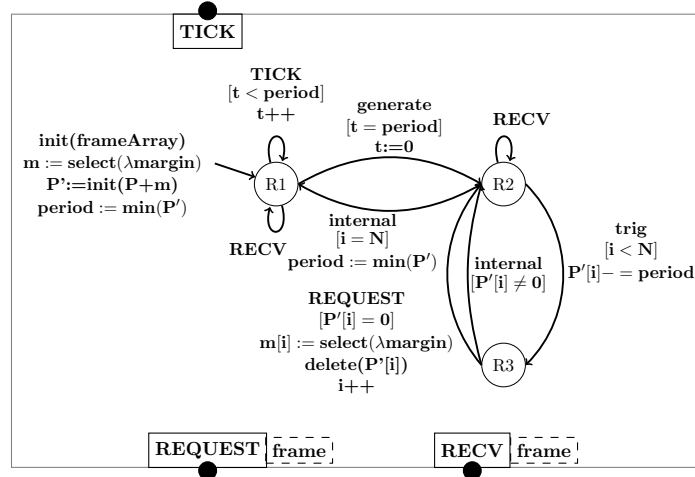 TICK
TICK
[t < period]
t++
init(frameArray)
m := select(λmargin)
P':=init(P+m)
period := min(P′)
generate
[t = period]
t:=0
RECV
R1
R2
RECV
internal
[i = N]
period := min(P′)
trig
[i < N]
P′[i]− = period
internal
[P′[i] ≠ 0]
REQUEST
[P′[i] = 0]
m[i] := select(λmargin)
delete(P'[i])
i++
R3
REQUEST frame
RECV frame